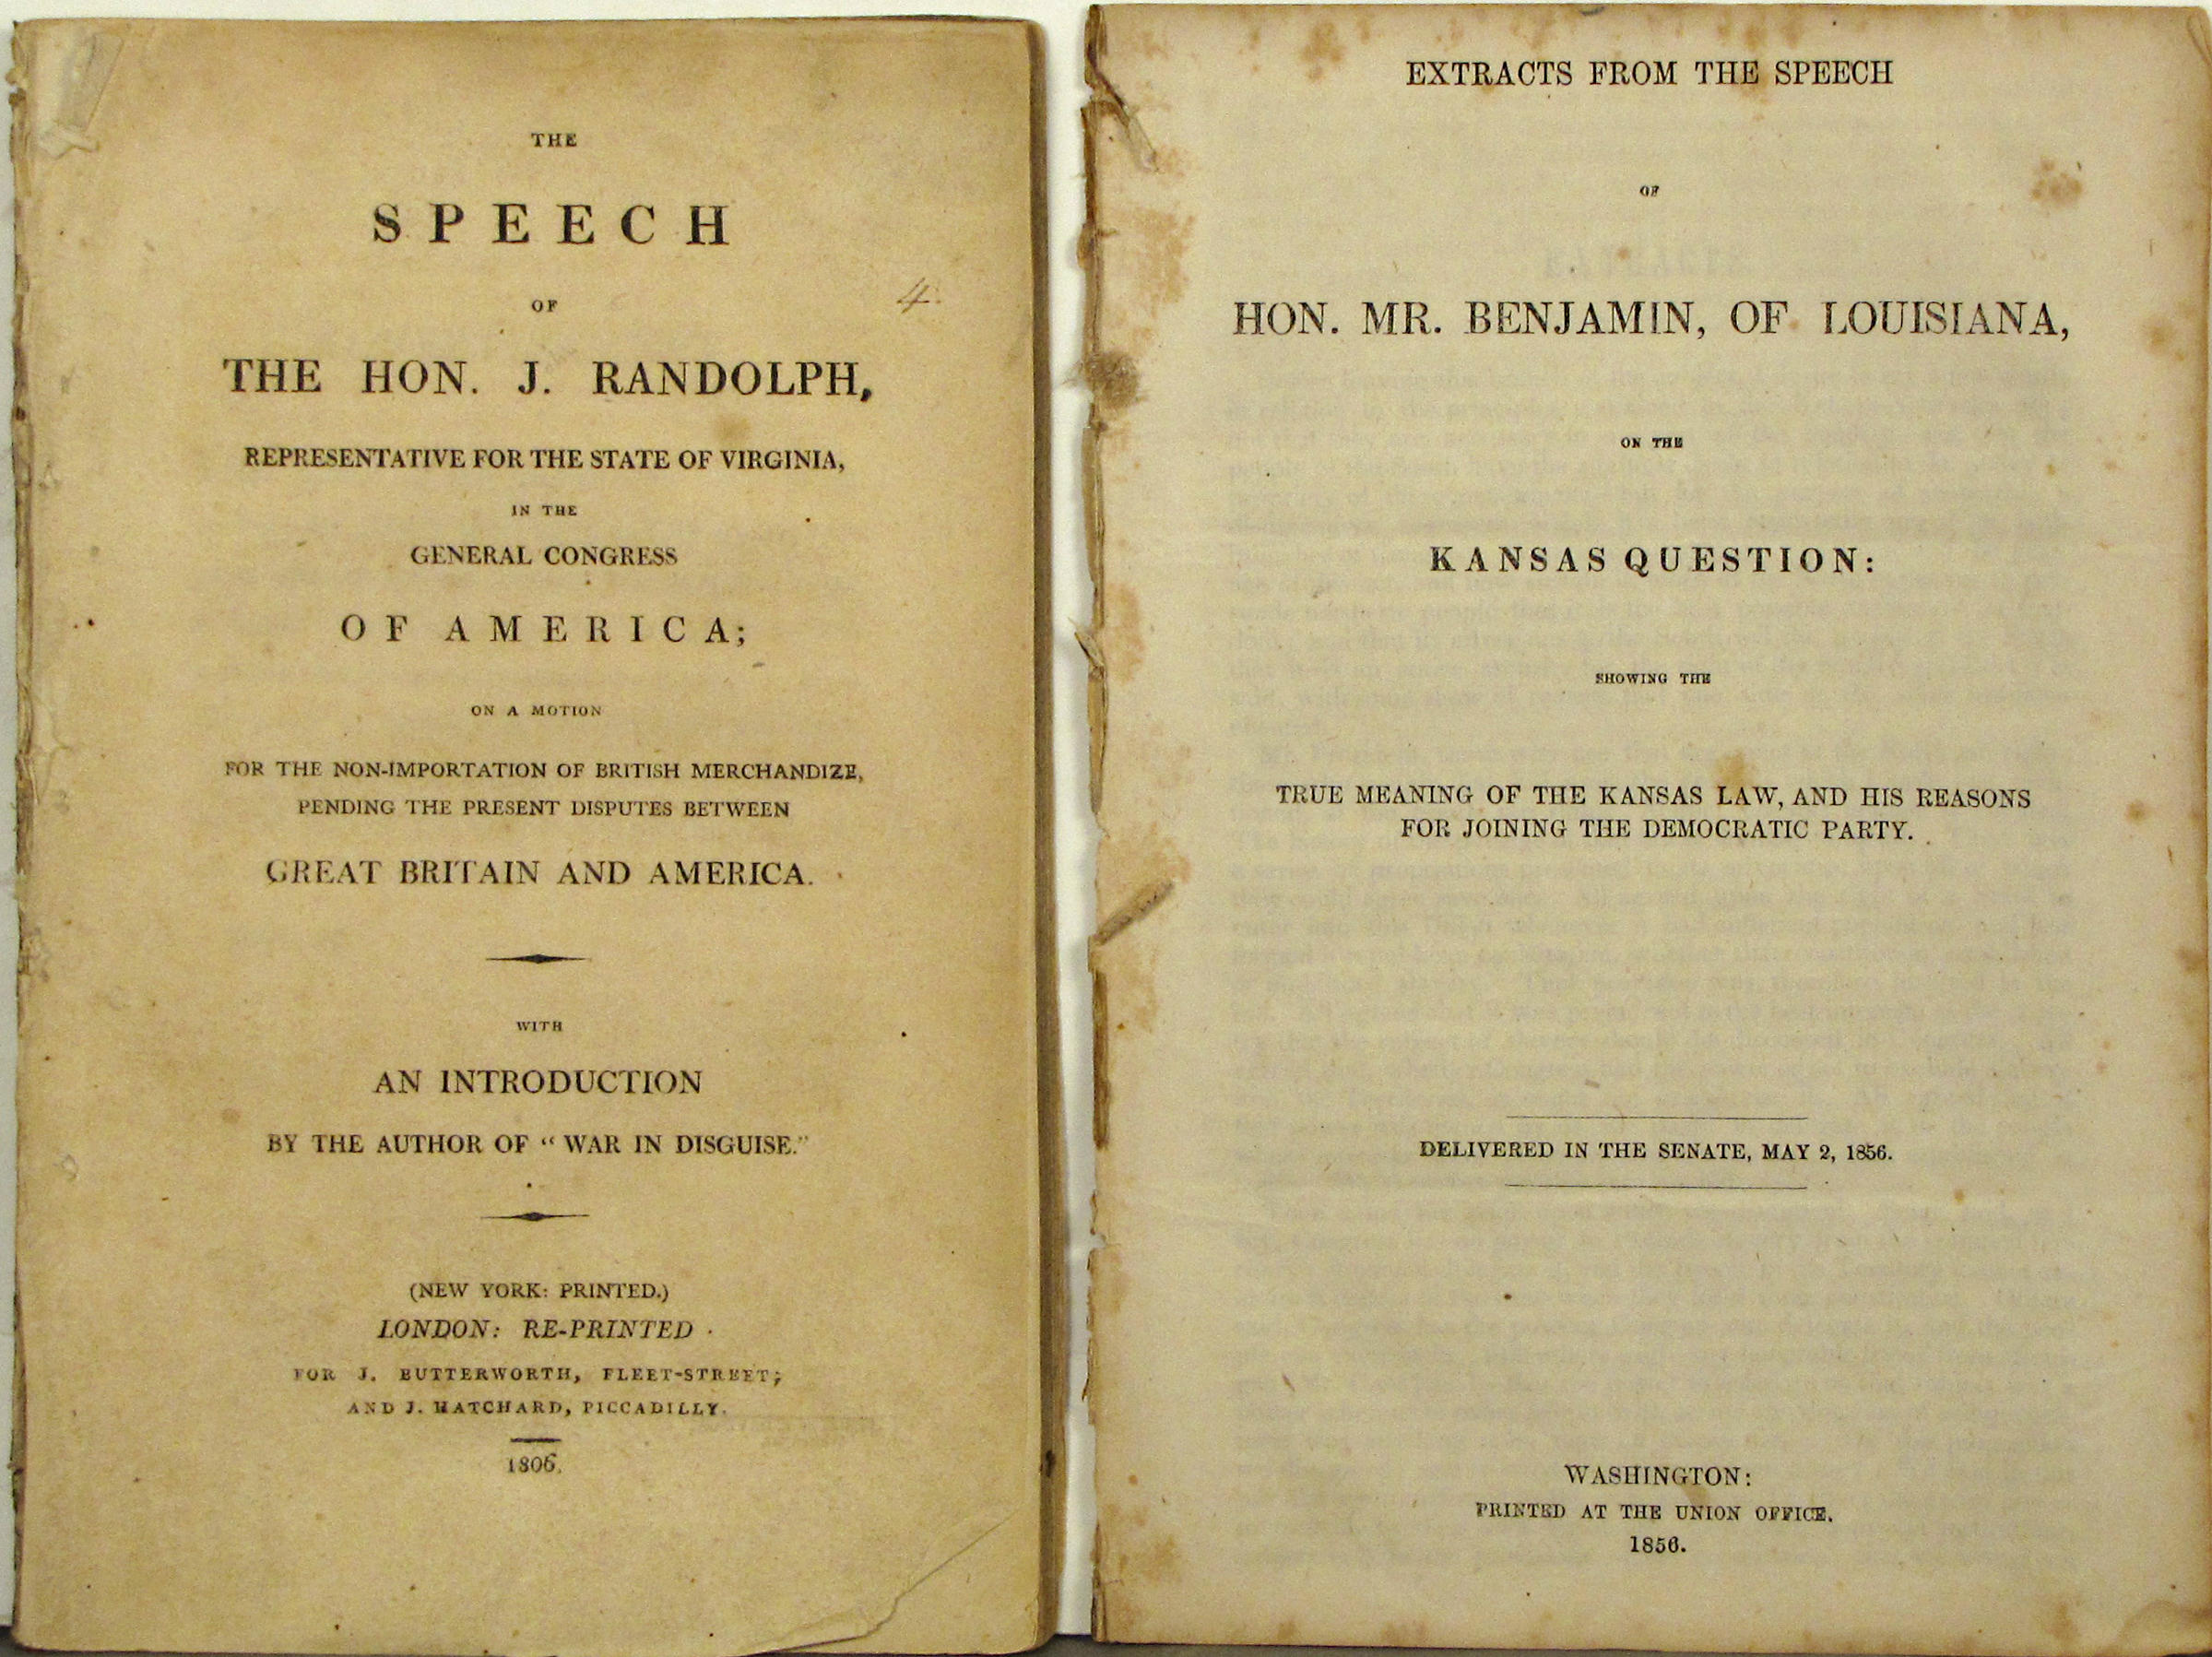 THE
SPEECH
OF
4.
THE HON. J. RANDOLPH,
REPRESENTATIVE FOR THE STATE OF VIRGINIA,
IN THE
GENERAL CONGRESS
OF AMERICA;
ON A MOTION
FOR THE NON-IMPORTATION OF BRITISH MERCHANDIZE,
PENDING THE PRESENT DISPUTES BETWEEN
GREAT BRITAIN AND AMERICA.
WITH
AN INTRODUCTION
BY THE AUTHOR OF “ WAR IN DISGUISE.”
(NEW YORK: PRINTED.)
LONDON: RE-PRINTED
FOR J. BUTTERWORTH, FLEET-STREET;
AND J. HATCHARD, PICCADILLY.
1806.
EXTRACTS FROM THE SPEECH
OF
HON. MR. BENJAMIN, OF LOUISIANA,
ON THE
KANSAS QUESTION:
SHOWING THE
TRUE MEANING OF THE KANSAS LAW, AND HIS REASONS
FOR JOINING THE DEMOCRATIC PARTY.
DELIVERED IN THE SENATE, MAY 2, 1856.
WASHINGTON:
PRINTED AT THE UNION OFFICE.
1856.